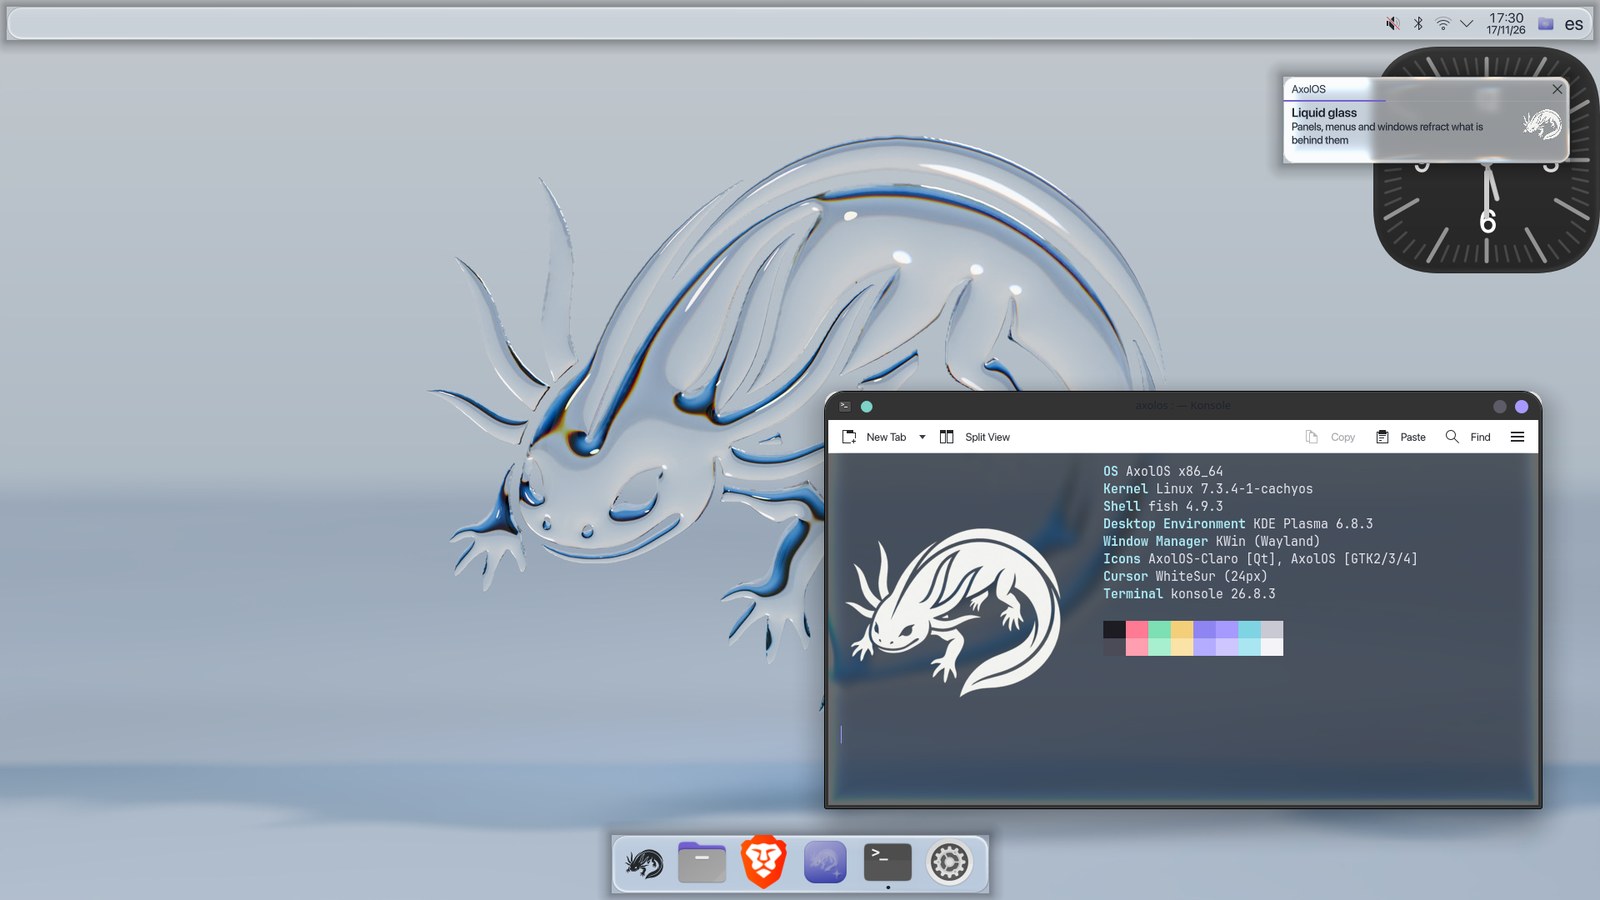 17:30
17/11/26
es
AxolOS
Liquid glass
Panels, menus and windows refract what is
behind them
9 3
6
axolos : — Konsole
New Tab Split View Copy Paste Find
OS AxolOS x86_64
Kernel Linux 7.3.4-1-cachyos
Shell fish 4.9.3
Desktop Environment KDE Plasma 6.8.3
Window Manager KWin (Wayland)
Icons AxolOS-Claro [Qt], AxolOS [GTK2/3/4]
Cursor WhiteSur (24px)
Terminal konsole 26.8.3